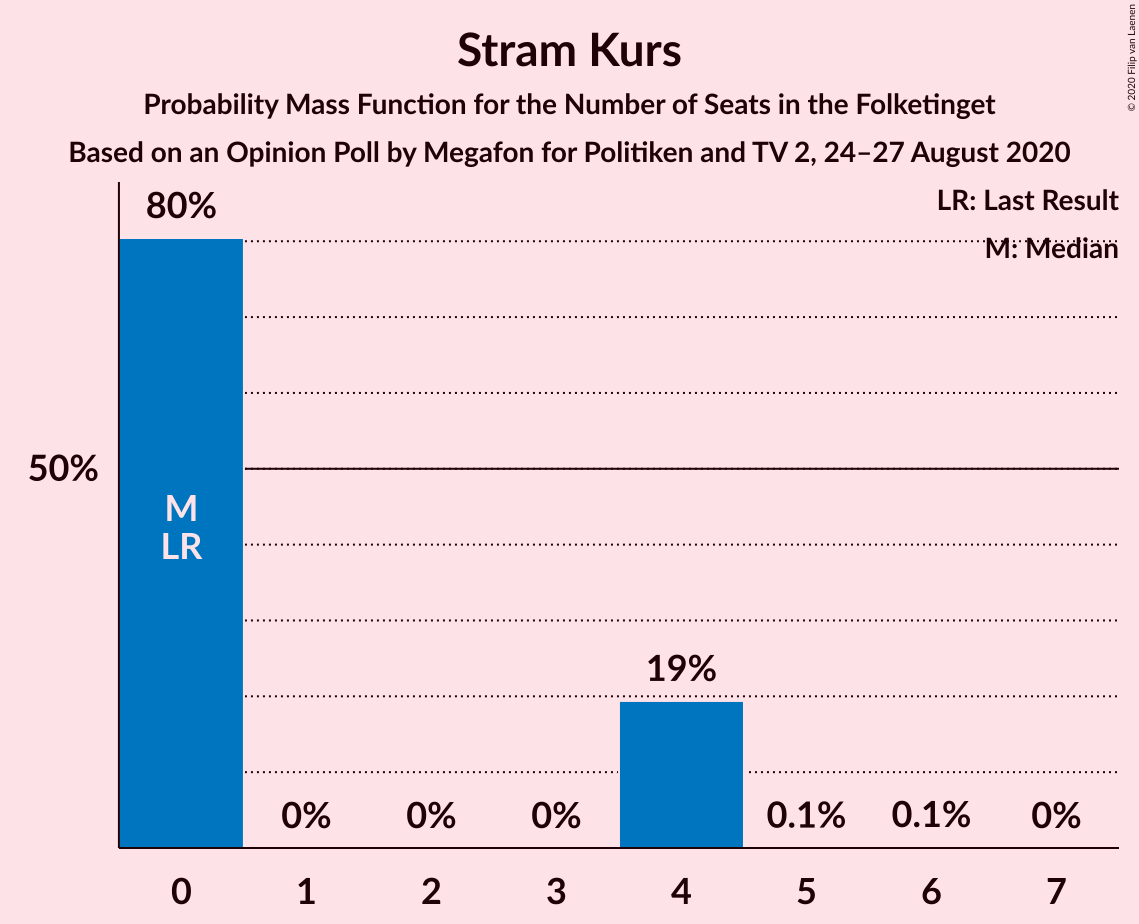 Stram Kurs
Probability Mass Function for the Number of Seats in the Folketinget
Based on an Opinion Poll by Megafon for Politiken and TV 2, 24–27 August 2020
© 2020 Filip van Laenen
LR: Last Result
M: Median
80%
50%
M
LR
19%
0%
0%
0%
0.1%
0.1%
0%
0 1 2 3 4 5 6 7